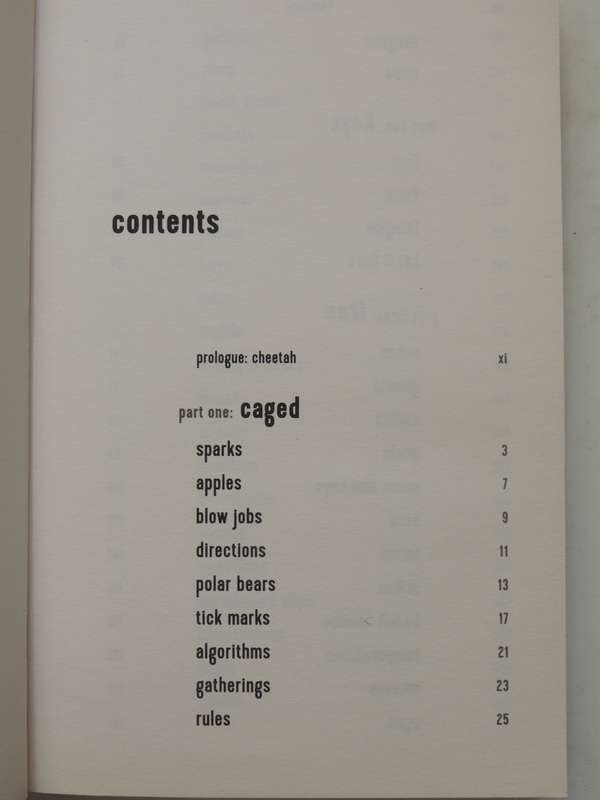 contents
prologue: cheetah xi
part one: caged
sparks 3
apples 7
blow jobs 9
directions 11
polar bears 13
tick marks 17
algorithms 21
gatherings 23
rules 25